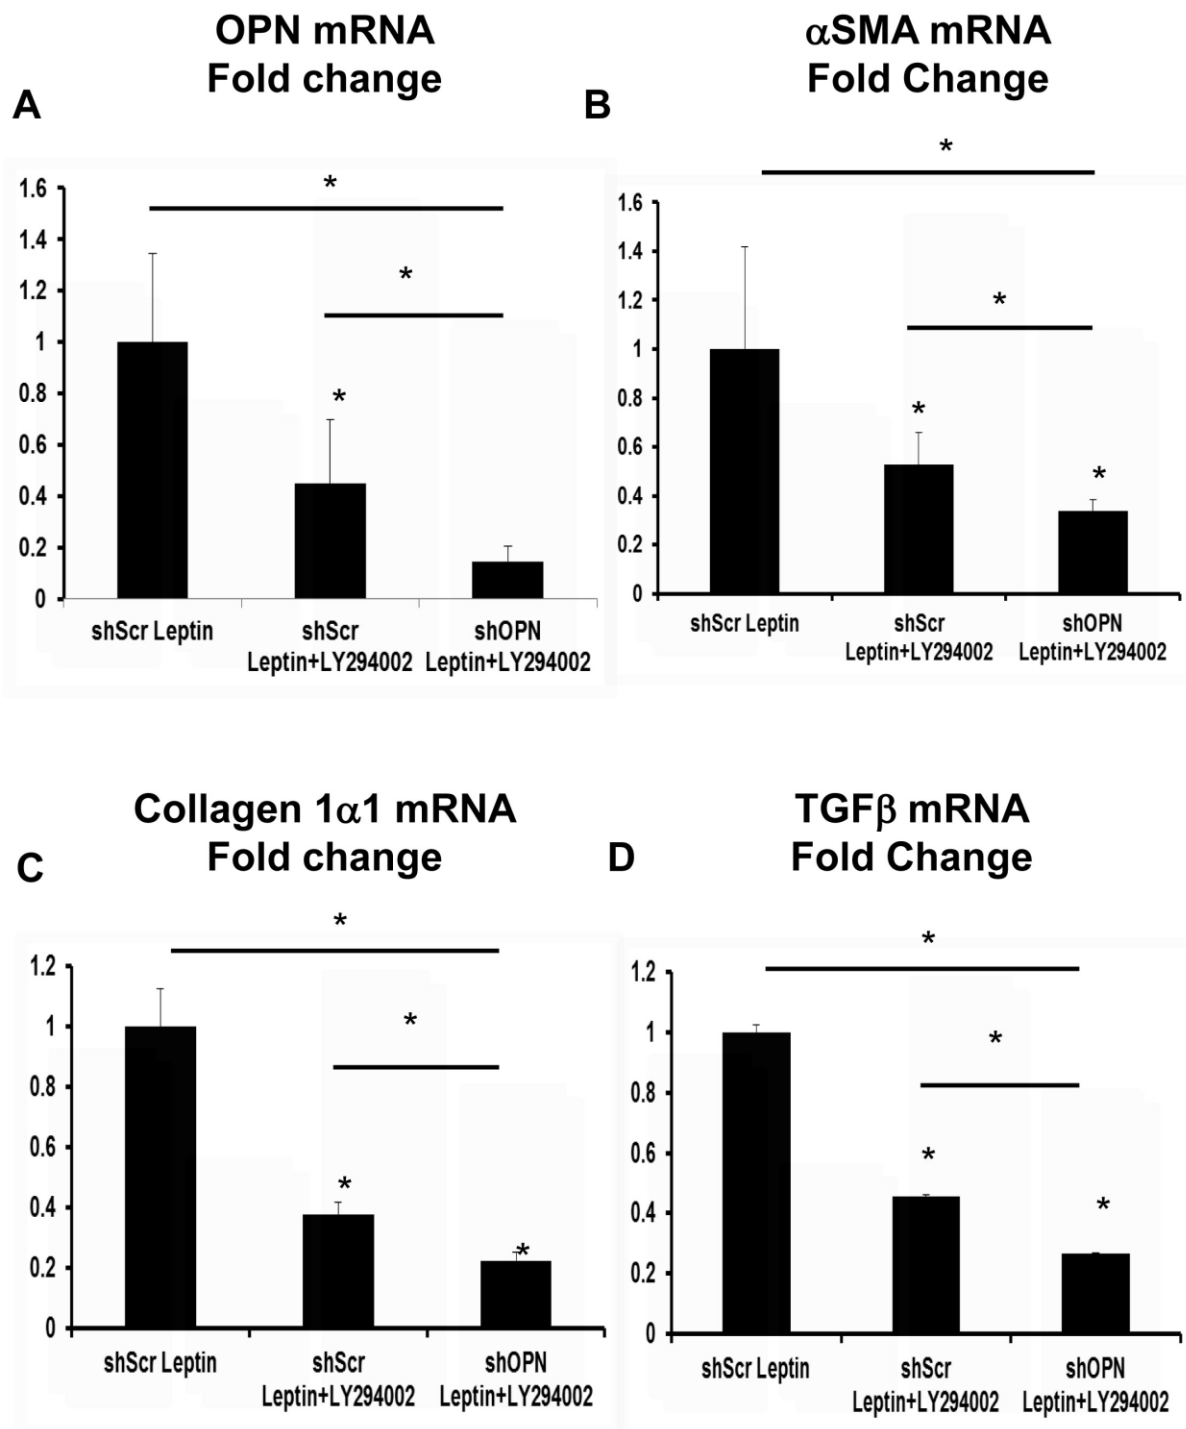 OPN mRNA
Fold change
A
*
*
*
1.6
1.4
1.2
1
0.8
0.6
0.4
0.2
0
shScr Leptin
shScr
Leptin+LY294002
shOPN
Leptin+LY294002
αSMA mRNA
Fold Change
B
*
*
*
*
1.6
1.4
1.2
1
0.8
0.6
0.4
0.2
0
shScr Leptin
shScr
Leptin+LY294002
shOPN
Leptin+LY294002
Collagen 1α1 mRNA
Fold change
C
*
*
*
*
1.2
1
0.8
0.6
0.4
0.2
0
shScr Leptin
shScr
Leptin+LY294002
shOPN
Leptin+LY294002
TGFβ mRNA
Fold Change
D
*
*
*
*
1.2
1
0.8
0.6
0.4
0.2
0
shScr Leptin
shScr
Leptin+LY294002
shOPN
Leptin+LY294002